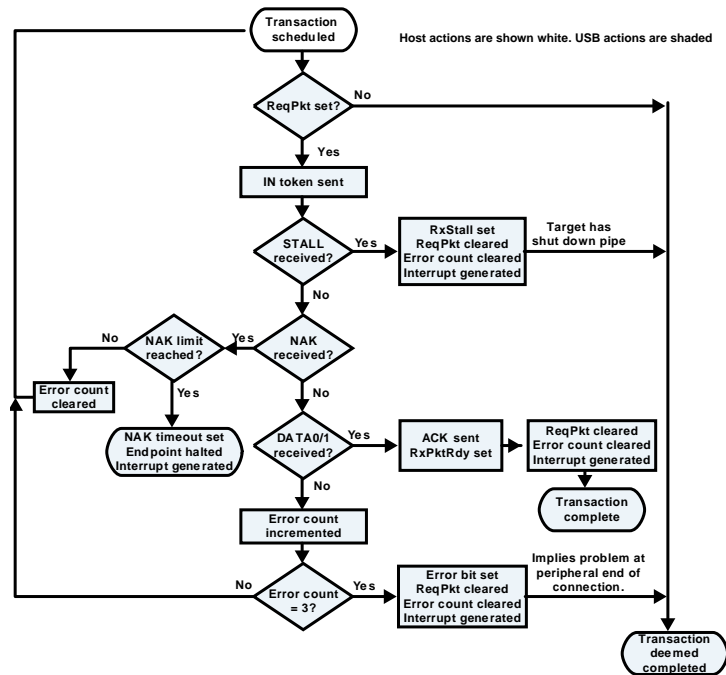 Transaction
scheduled
Host actions are shown white. USB actions are shaded
ReqPkt set?
No
Yes
IN token sent
STALL
received?
Yes
RxStall set
ReqPkt cleared
Error count cleared
Interrupt generated
Target has
shut down pipe
No
NAK
received?
Yes
NAK limit
reached?
No
Error count
cleared
Yes
NAK timeout set
Endpoint halted
Interrupt generated
No
DATA0/1
received?
Yes
ACK sent
RxPktRdy set
ReqPkt cleared
Error count cleared
Interrupt generated
Transaction
complete
No
Error count
incremented
Error count
= 3?
No
Yes
Error bit set
ReqPkt cleared
Error count cleared
Interrupt generated
Implies problem at
peripheral end of
connection.
Transaction
deemed
completed